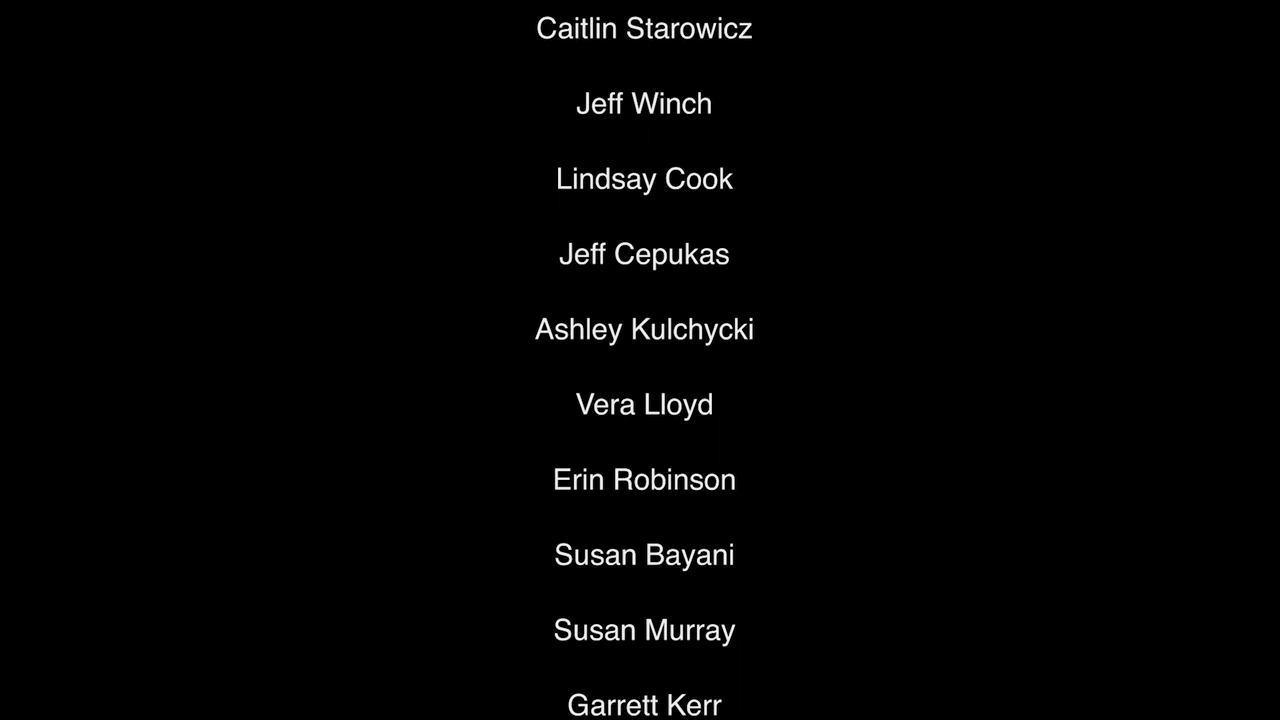 Caitlin Starowicz
Jeff Winch
Lindsay Cook
Jeff Cepukas
Ashley Kulchycki
Vera Lloyd
Erin Robinson
Susan Bayani
Susan Murray
Garrett Kerr